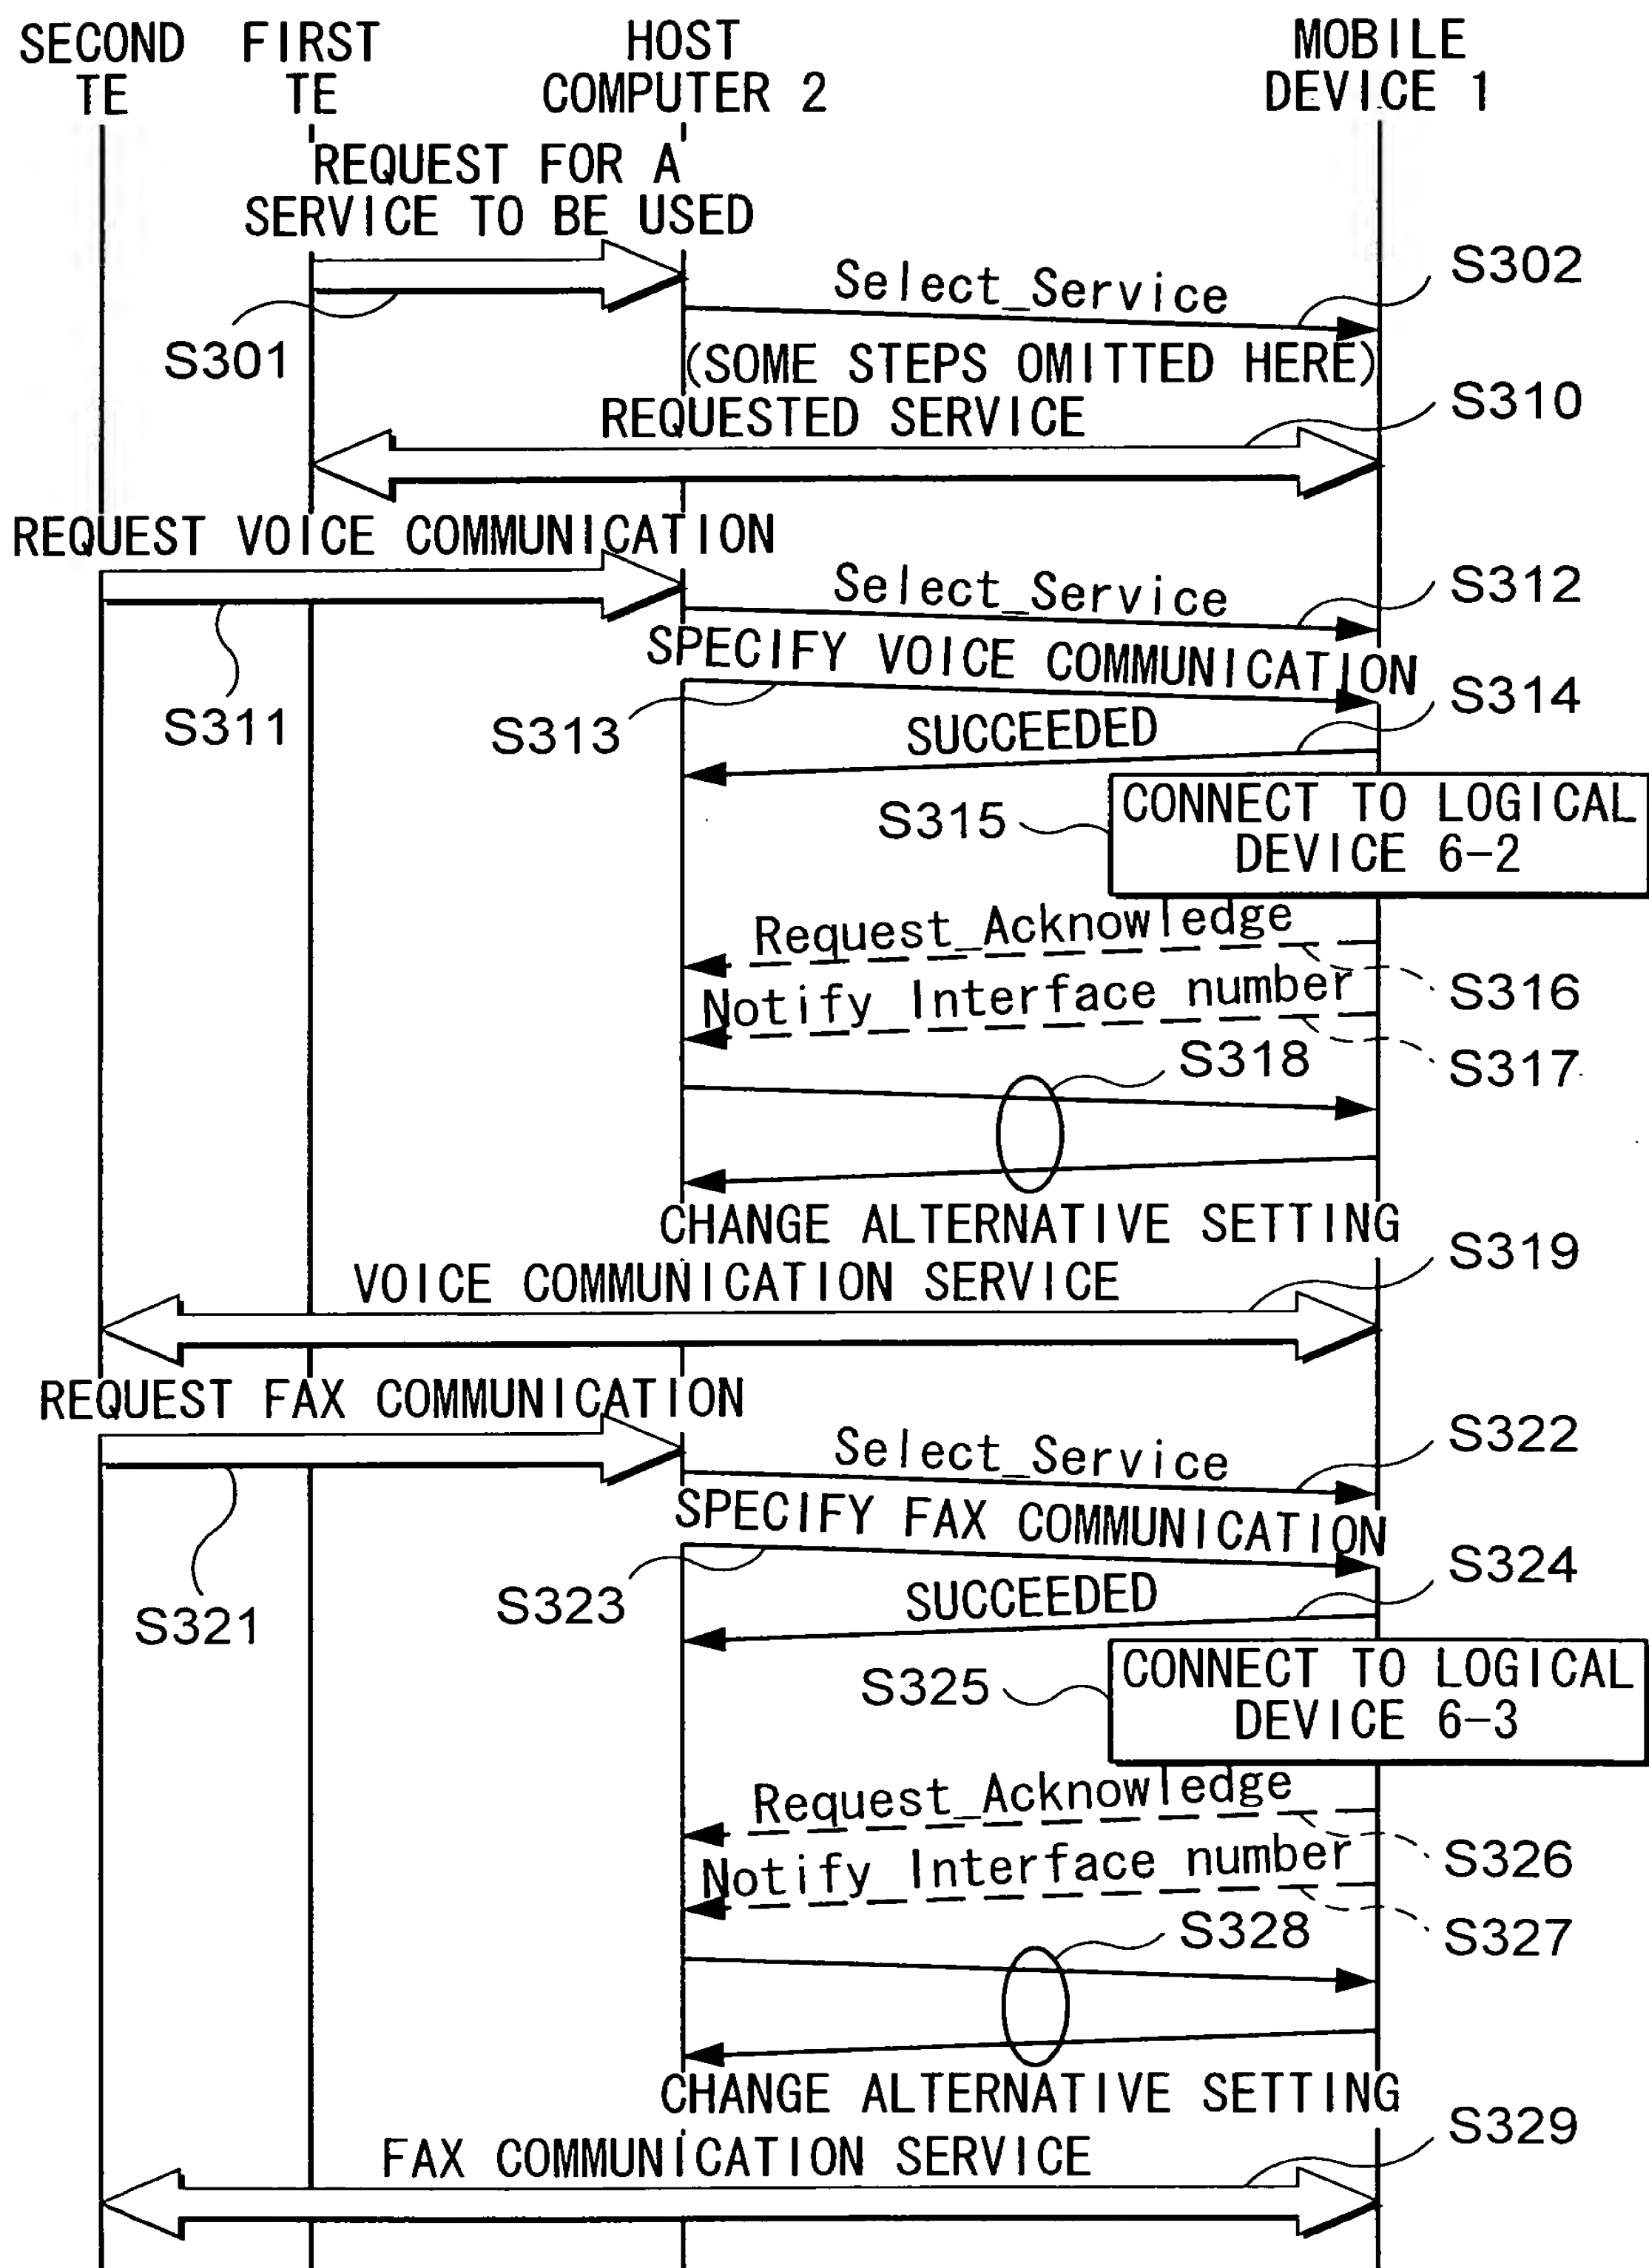 SECOND TE
FIRST TE
HOST COMPUTER 2
MOBILE DEVICE 1
REQUEST FOR A
SERVICE TO BE USED
S301
Select_Service
S302
(SOME STEPS OMITTED HERE)
REQUESTED SERVICE
S310
REQUEST VOICE COMMUNICATION
S311
Select_Service
S312
SPECIFY VOICE COMMUNICATION
S313
SUCCEEDED
S314
S315
CONNECT TO LOGICAL
DEVICE 6-2
Request_Acknowledge
S316
Notify_Interface_number
S317
S318
CHANGE ALTERNATIVE SETTING
VOICE COMMUNICATION SERVICE
S319
REQUEST FAX COMMUNICATION
S321
Select_Service
S322
SPECIFY FAX COMMUNICATION
S323
SUCCEEDED
S324
S325
CONNECT TO LOGICAL
DEVICE 6-3
Request_Acknowledge
S326
Notify_Interface_number
S327
S328
CHANGE ALTERNATIVE SETTING
FAX COMMUNICATION SERVICE
S329